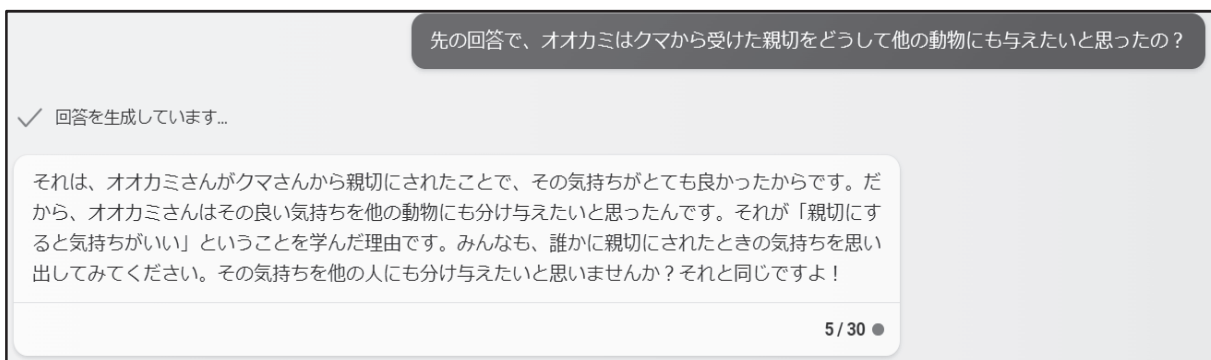 先の回答で、オオカミはクマから受けた親切をどうして他の動物にも与えたいと思ったの？
回答を生成しています...
それは、オオカミさんがクマさんから親切にされたことで、その気持ちがとても良かったからです。だ
から、オオカミさんはその良い気持ちを他の動物にも分け与えたいと思ったんです。それが「親切にす
ると気持ちがいい」ということを学んだ理由です。みんなも、誰かに親切にされたときの気持ちを思い
出してみてください。その気持ちを他の人にも分け与えたいと思いませんか？それと同じですよ！
5 / 30